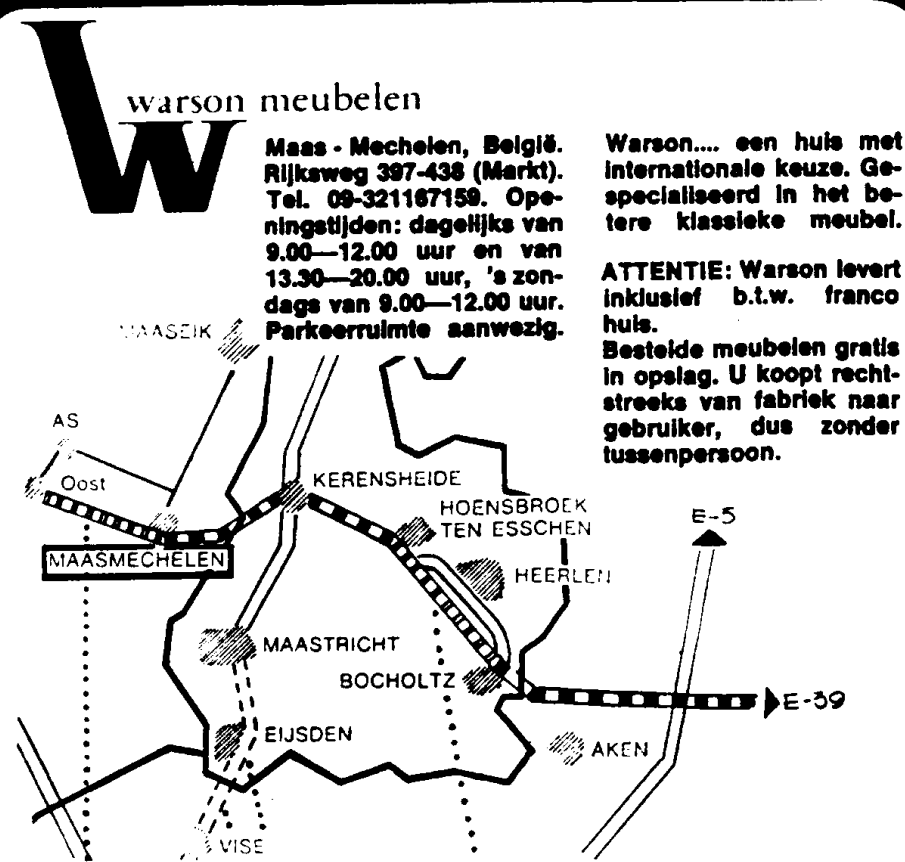 warson meubelen
Maas - Mechelen, België.
Rijksweg 397-438 (Markt).
Tel. 09-321167159. Ope-
ningstijden: dagelijks van
9.00—12.00 uur en van
13.30—20.00 uur, 's zon-
dags van 9.00—12.00 uur.
Parkeerruimte aanwezig.
Warson.... een huis met
internationale keuze. Ge-
specialiseerd in het be-
tere klassieke meubel.
ATTENTIE: Warson levert
inklusief b.t.w. franco
huis.
Bestelde meubelen gratis
in opslag. U koopt recht-
streeks van fabriek naar
gebruiker, dus zonder
tussenpersoon.
MAASEIK
AS
Oost
KERENSHEIDE
HOENSBROEK
TEN ESSCHEN
E-5
MAASMECHELEN
HEERLEN
MAASTRICHT
BOCHOLTZ
E-39
EIJSDEN
AKEN
VISE